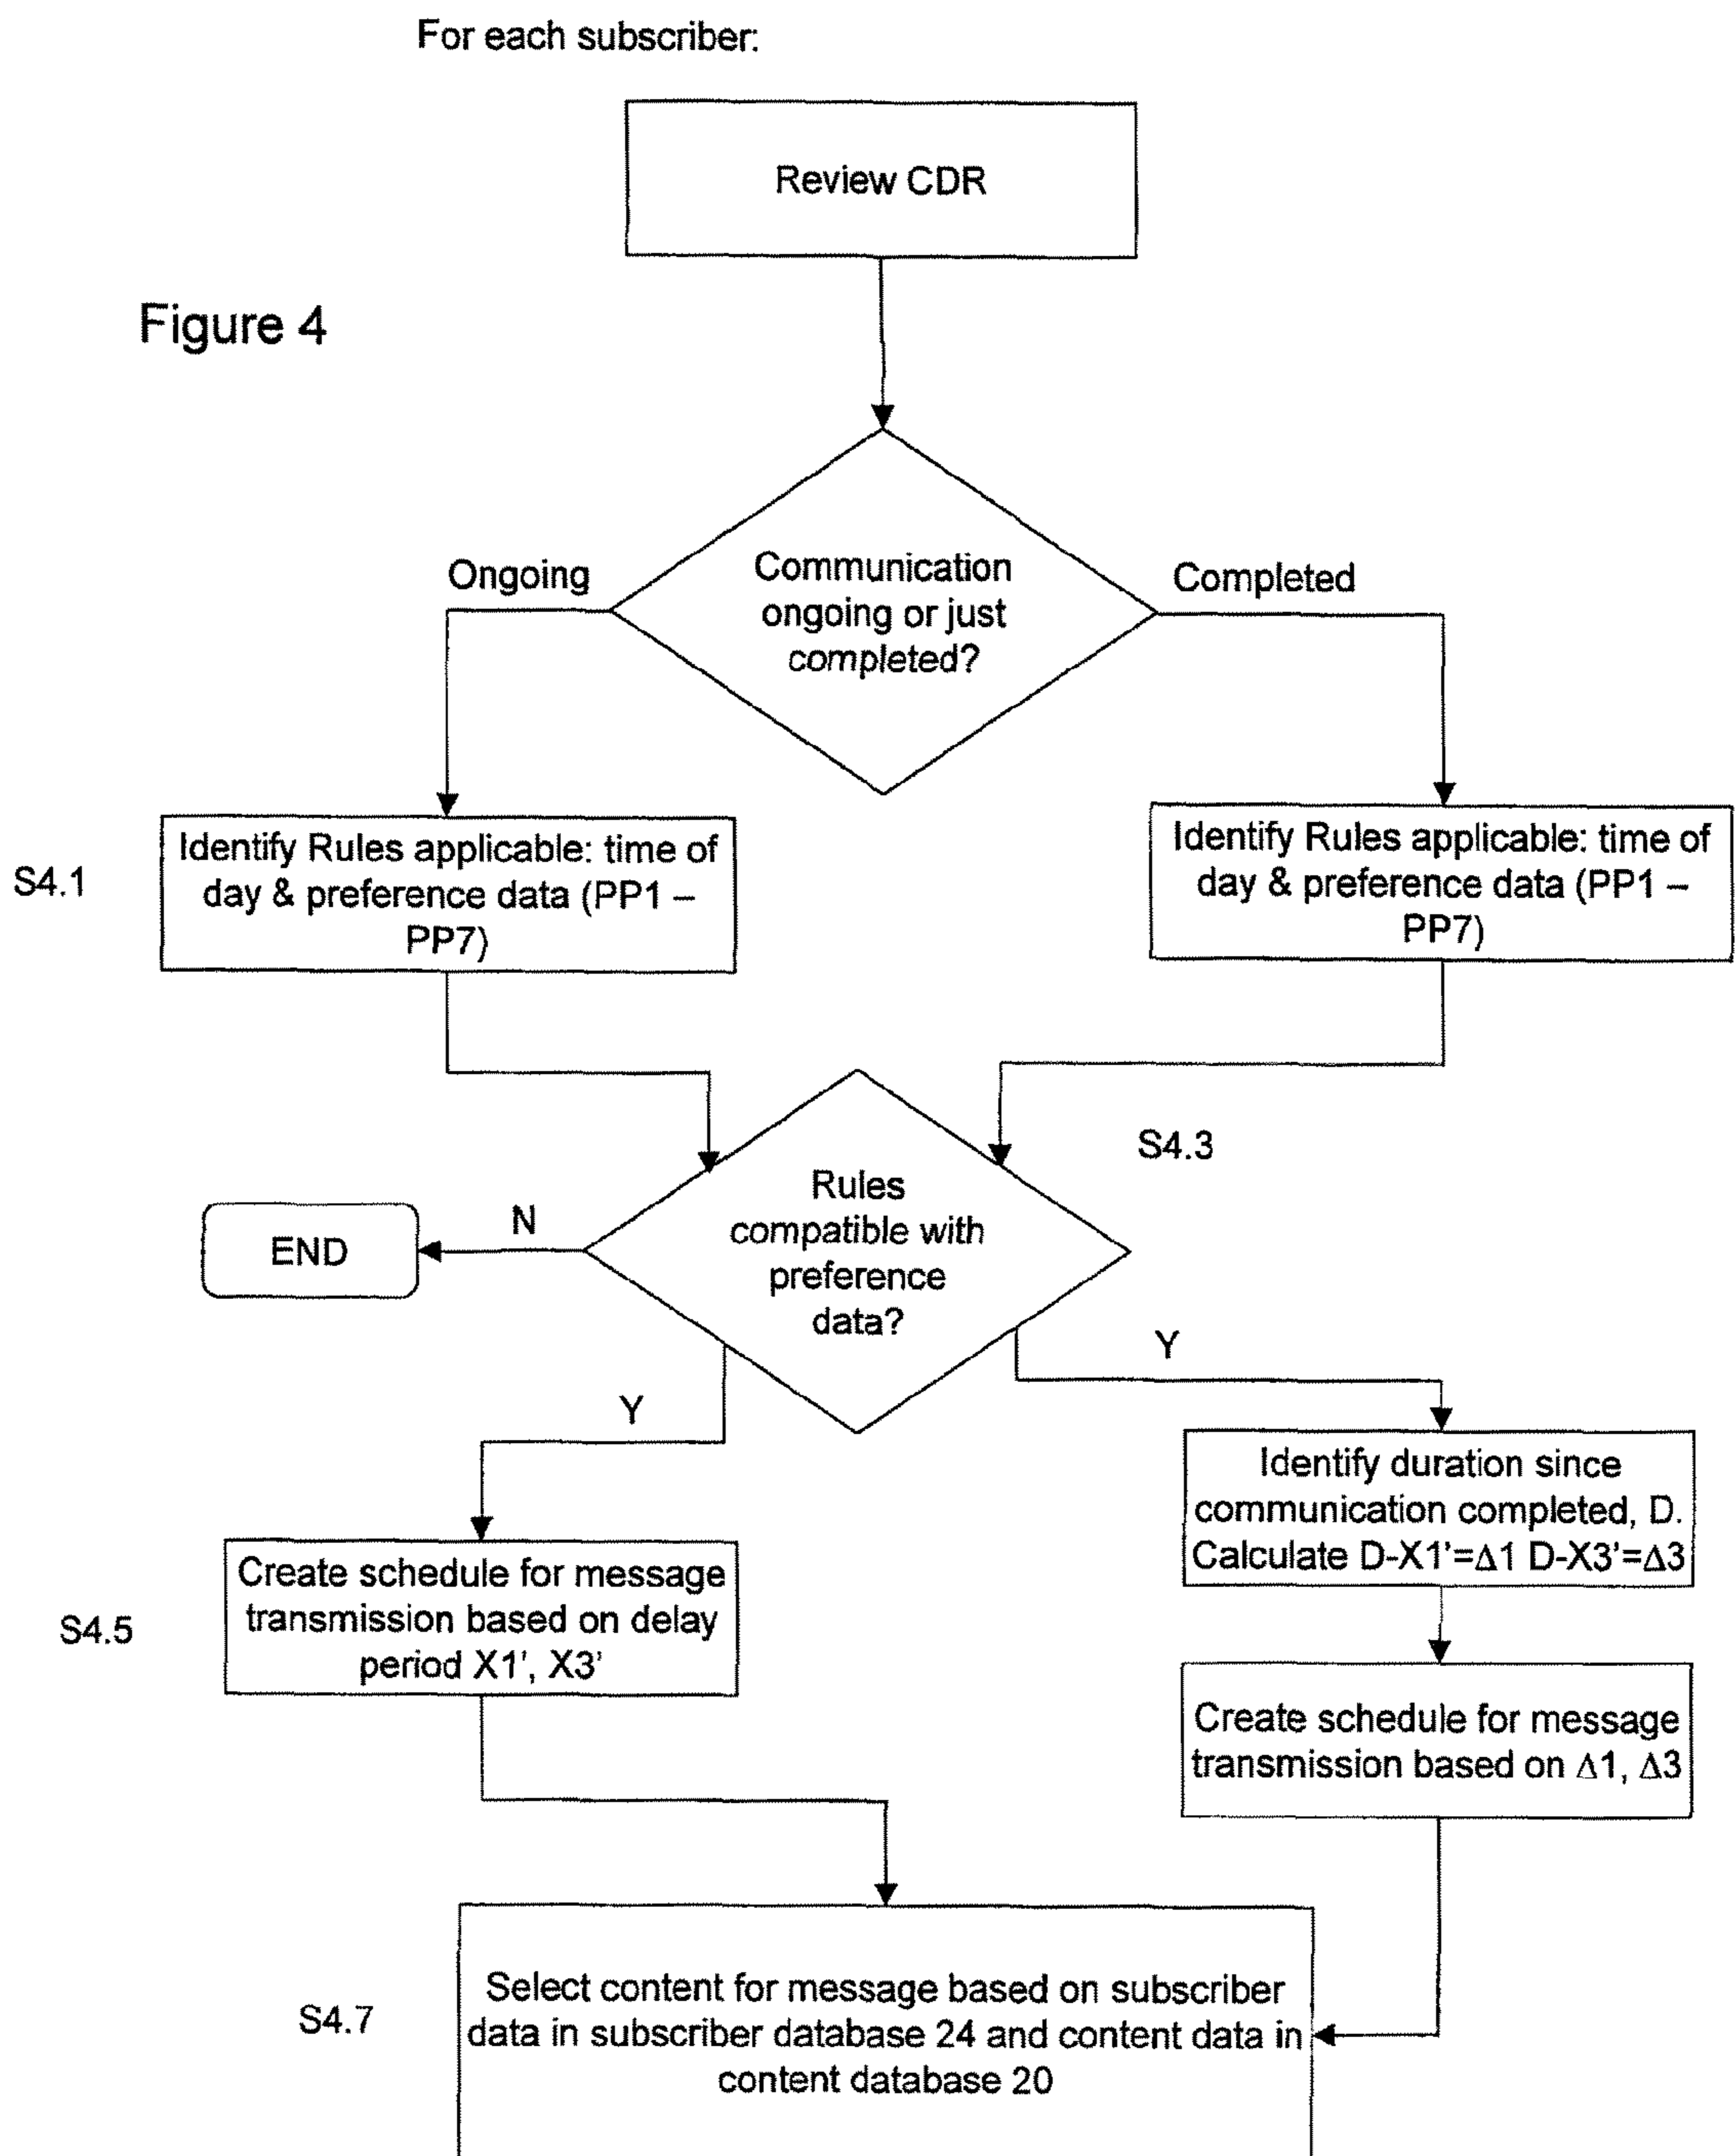 For each subscriber:
Review CDR
Figure 4
Communication
ongoing or just
completed?
Ongoing
Completed
S4.1
Identify Rules applicable: time of
day & preference data (PP1 –
PP7)
Identify Rules applicable: time of
day & preference data (PP1 –
PP7)
S4.3
Rules
compatible with
preference
data?
N
END
Y
Y
Identify duration since
communication completed, D.
Calculate D-X1'=Δ1 D-X3'=Δ3
S4.5
Create schedule for message
transmission based on delay
period X1', X3'
Create schedule for message
transmission based on Δ1, Δ3
S4.7
Select content for message based on subscriber
data in subscriber database 24 and content data in
content database 20